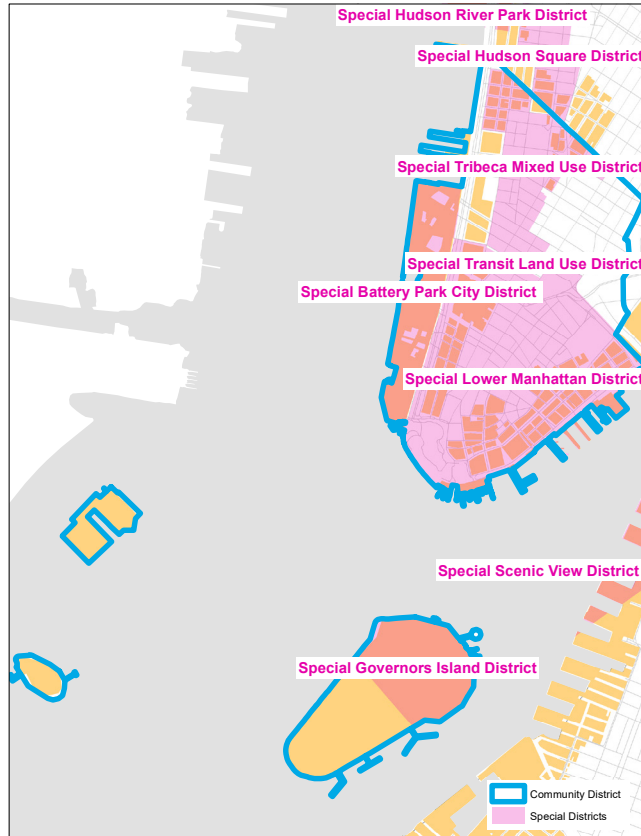 Special Hudson River Park District
Special Hudson Square District
Special Tribeca Mixed Use District
Special Transit Land Use District
Special Battery Park City District
Special Lower Manhattan District
Special Scenic View District
Special Governors Island District
Community District
Special Districts